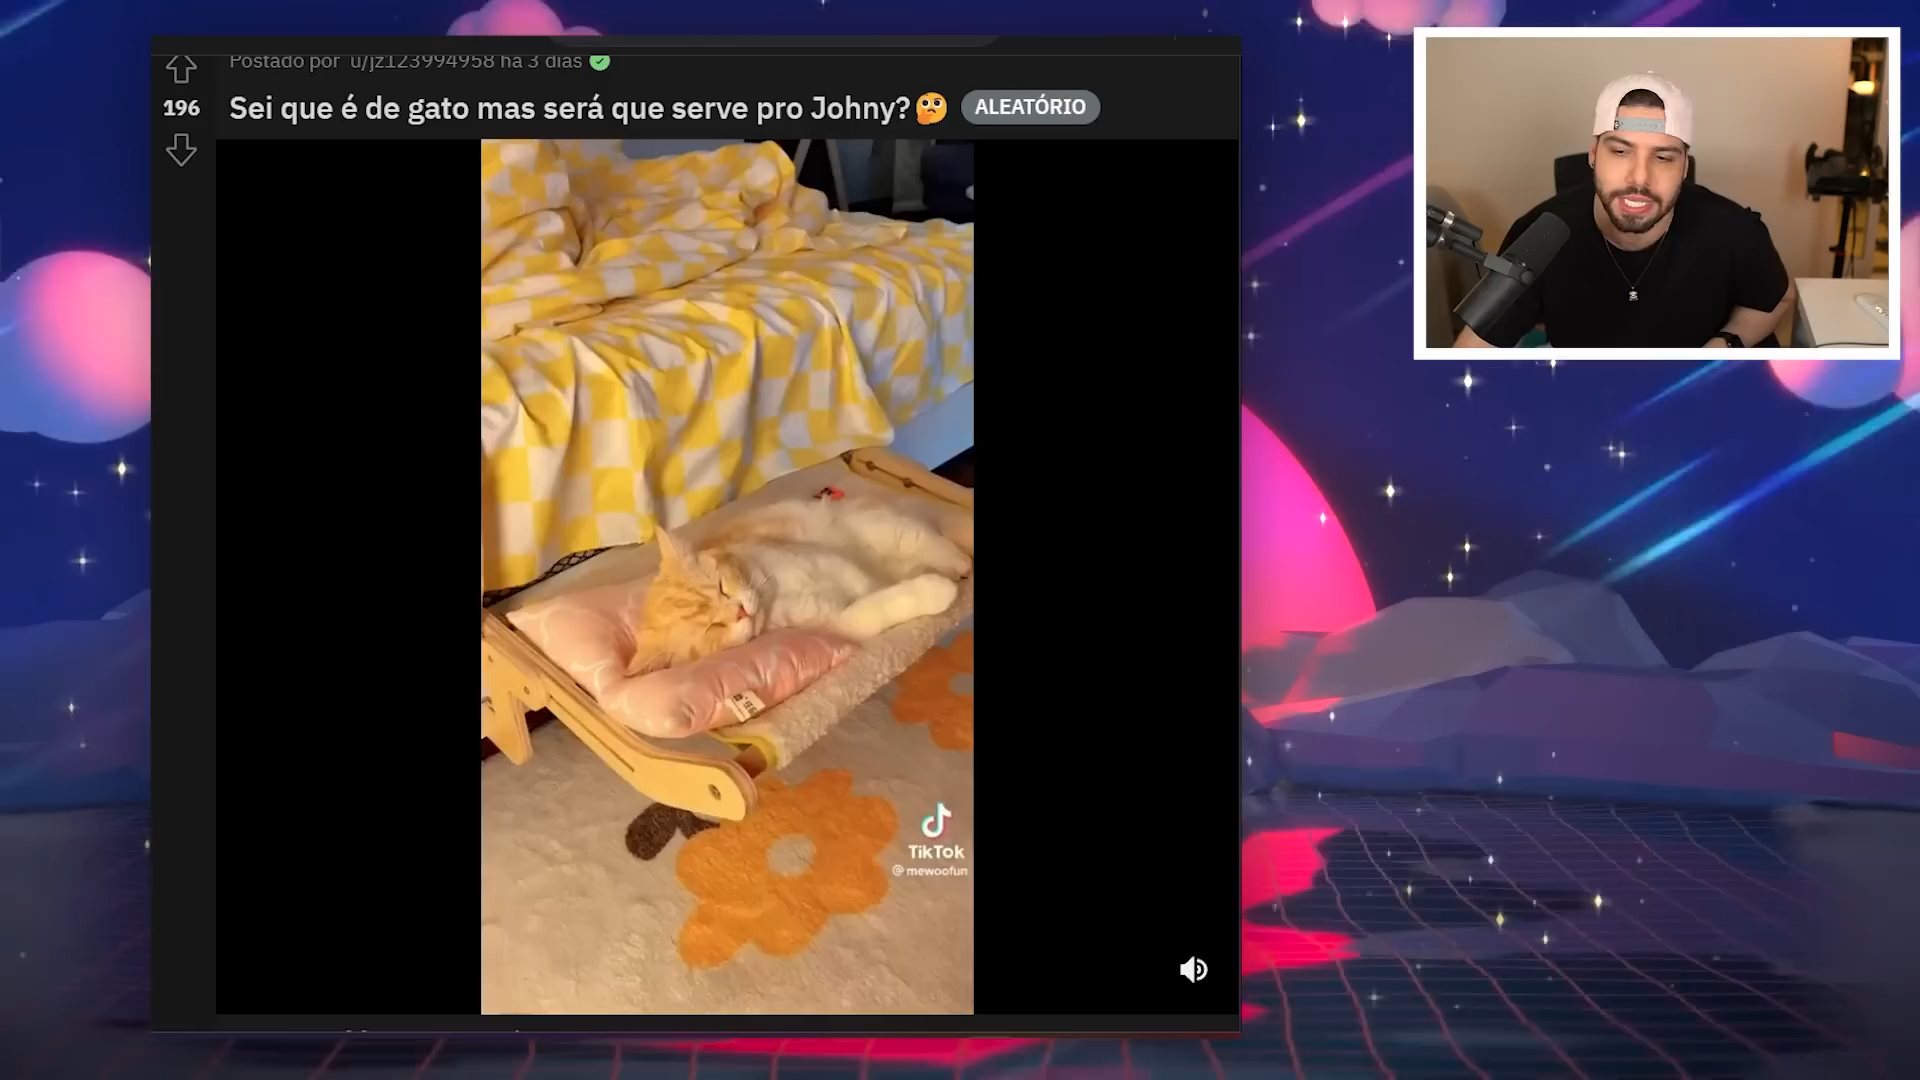 Postado por u/jz123994958 há 3 dias
196
Sei que é de gato mas será que serve pro Johny?🤔 ALEATÓRIO
TikTok
@mewoofun